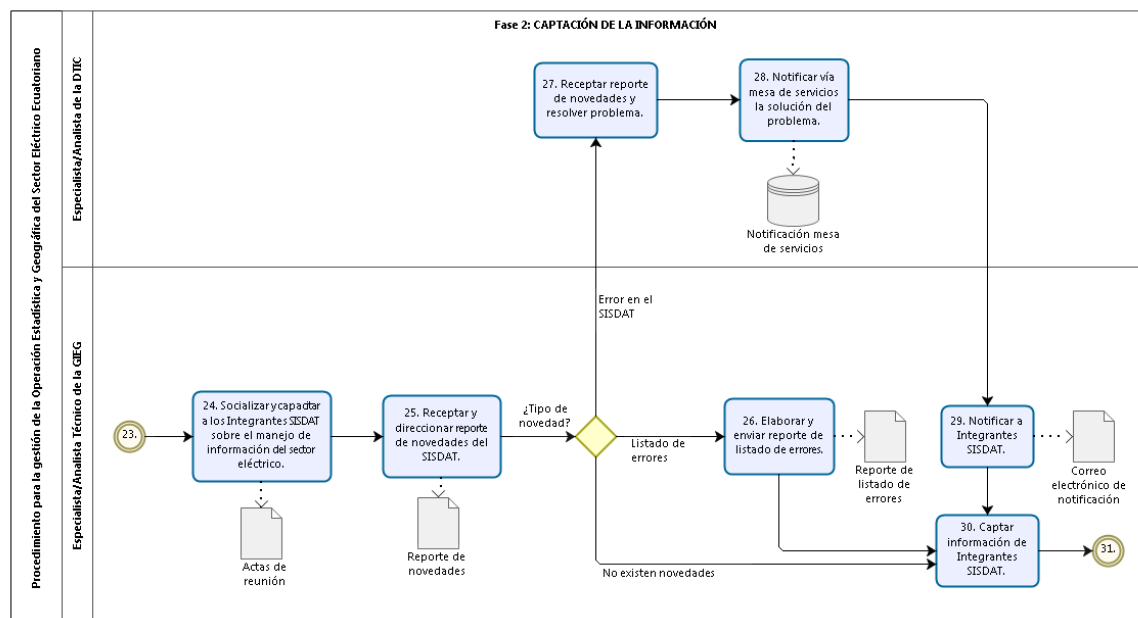 Fase 2: CAPTACIÓN DE LA INFORMACIÓN
Procedimiento para la gestión de la Operación Estadística y Geográfica del Sector Eléctrico Ecuatoriano
Especialista/Analista de la DTIC
27. Receptar reporte
de novedades y
resolver problema.
28. Notificar vía
mesa de servicios
la solución del
problema.
Notificación mesa
de servicios
Especialista/Analista Técnico de la GIEG
Error en el
SISDAT
23.
24. Socializar y capacitar
a los Integrantes SISDAT
sobre el manejo de
información del sector
eléctrico.
Actas de
reunión
25. Receptar y
direccionar reporte
de novedades del
SISDAT.
Reporte de
novedades
¿Tipo de
novedad?
Listado de
errores
26. Elaborar y
enviar reporte de
listado de errores.
Reporte de
listado de
errores
29. Notificar a
Integrantes
SISDAT.
Correo
electrónico de
notificación
No existen novedades
30. Captar
información de
Integrantes
SISDAT.
31.